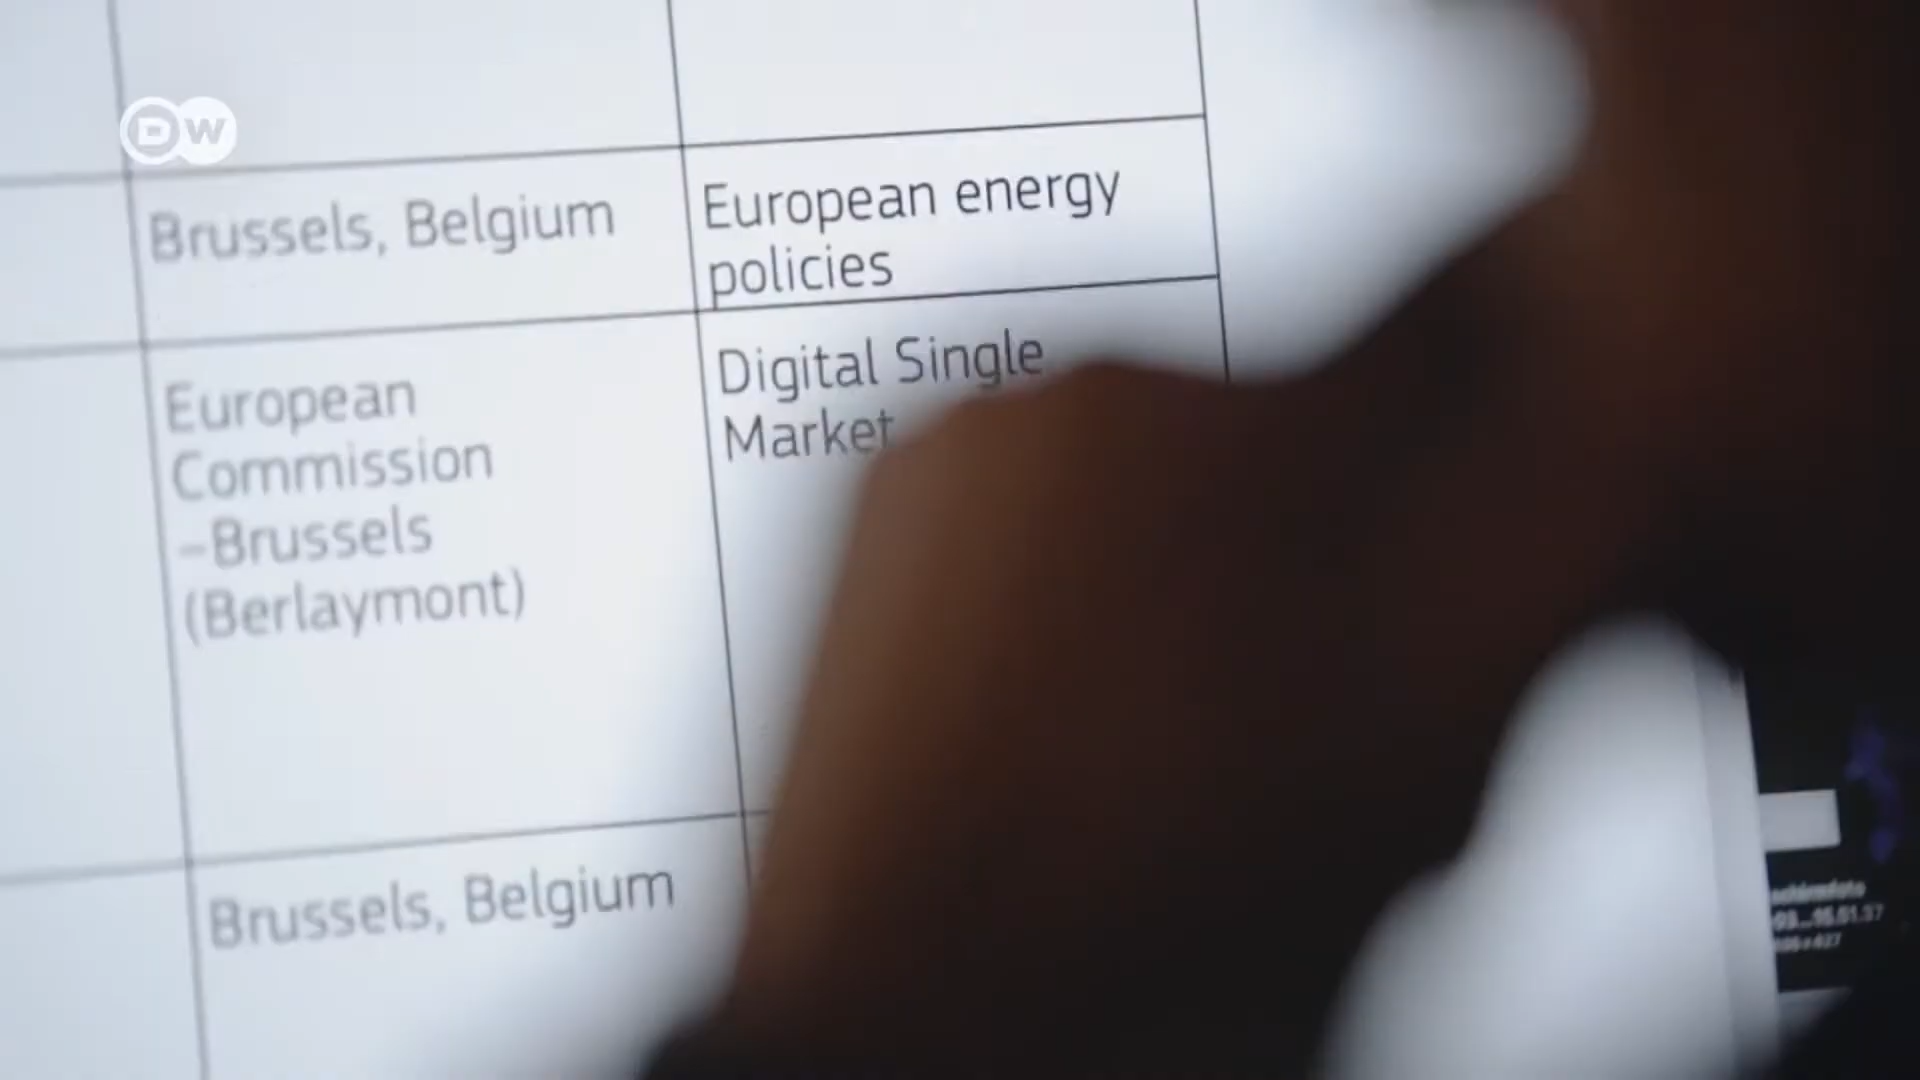 DW
Brussels, Belgium
European energy
policies
European
Commission
–Brussels
(Berlaymont)
Digital Single
Market
Brussels, Belgium